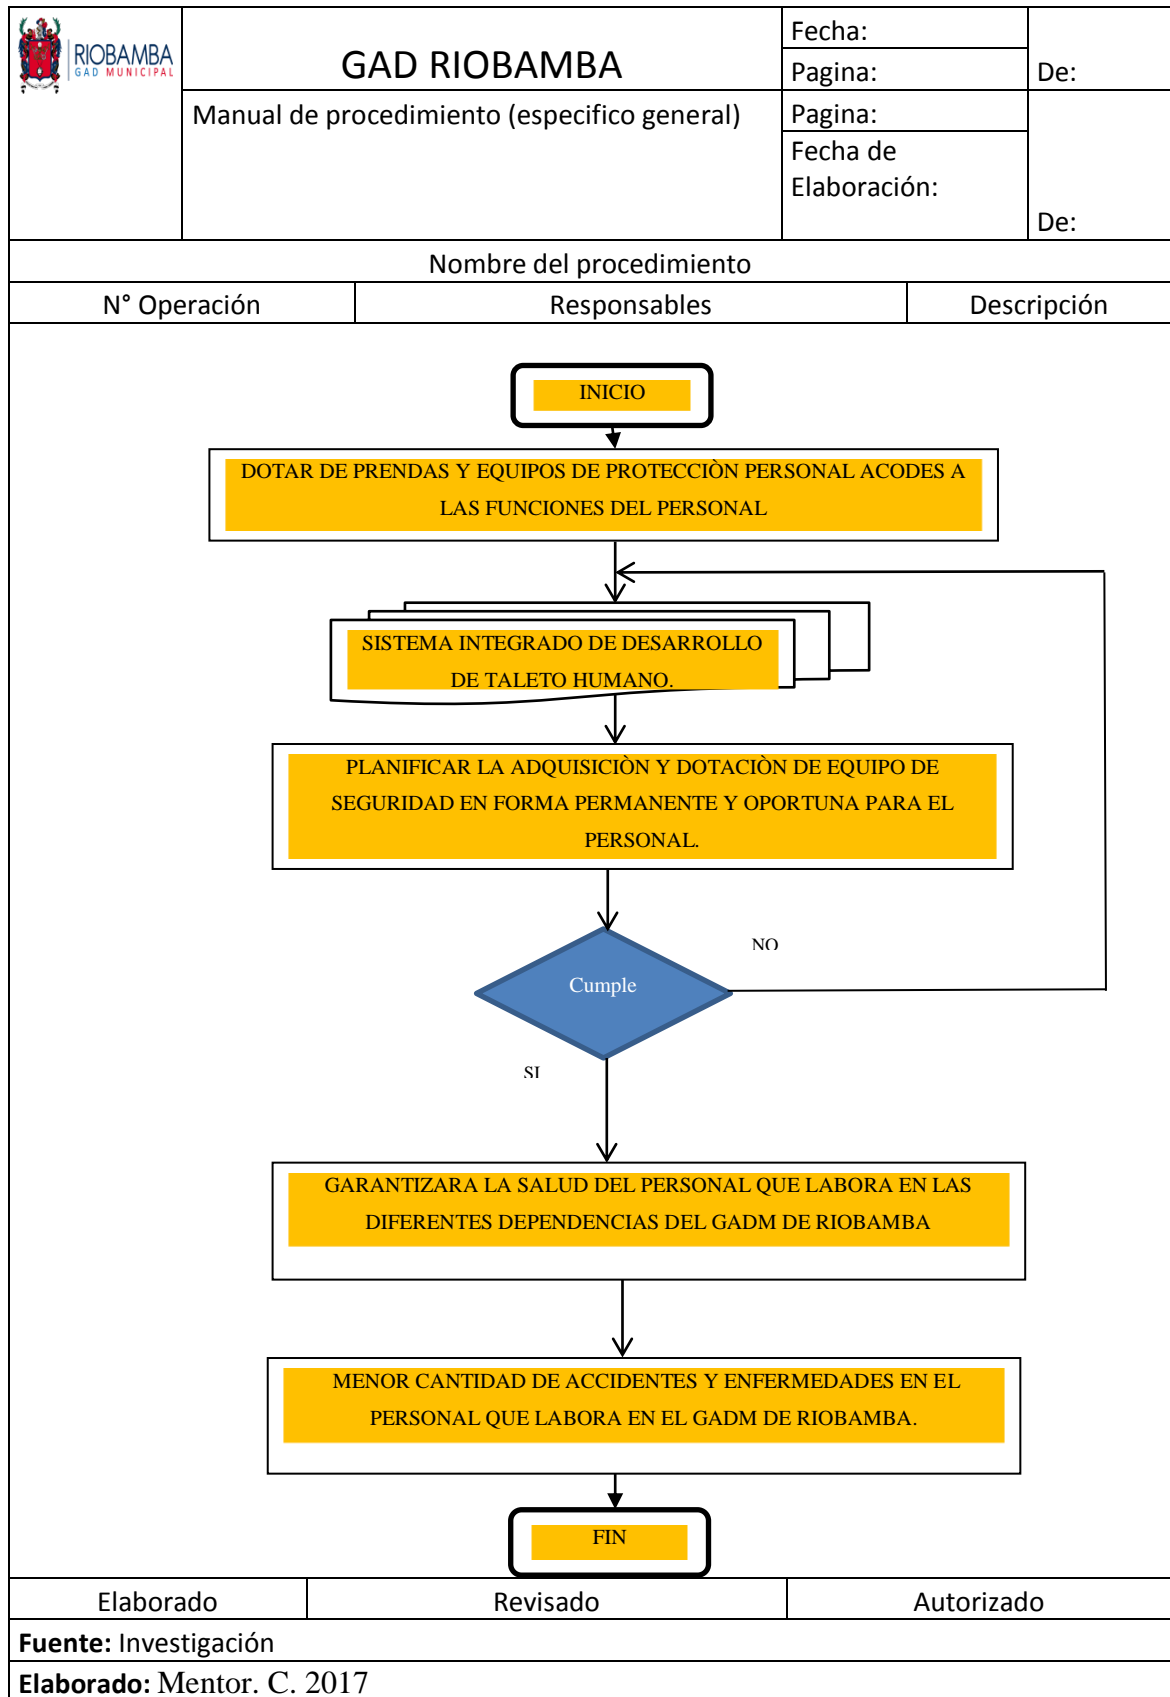 RIOBAMBA
GAD MUNICIPAL
GAD RIOBAMBA
Fecha:
Pagina:
De:
Manual de procedimiento (especifico general)
Pagina:
Fecha de
Elaboración:
De:
Nombre del procedimiento
N° Operación
Responsables
Descripción
INICIO
DOTAR DE PRENDAS Y EQUIPOS DE PROTECCIÒN PERSONAL ACODES A
LAS FUNCIONES DEL PERSONAL
SISTEMA INTEGRADO DE DESARROLLO
DE TALETO HUMANO.
PLANIFICAR LA ADQUISICIÒN Y DOTACIÒN DE EQUIPO DE
SEGURIDAD EN FORMA PERMANENTE Y OPORTUNA PARA EL
PERSONAL.
NO
Cumple
SI
GARANTIZARA LA SALUD DEL PERSONAL QUE LABORA EN LAS
DIFERENTES DEPENDENCIAS DEL GADM DE RIOBAMBA
MENOR CANTIDAD DE ACCIDENTES Y ENFERMEDADES EN EL
PERSONAL QUE LABORA EN EL GADM DE RIOBAMBA.
FIN
Elaborado
Revisado
Autorizado
Fuente: Investigación
Elaborado: Mentor. C. 2017